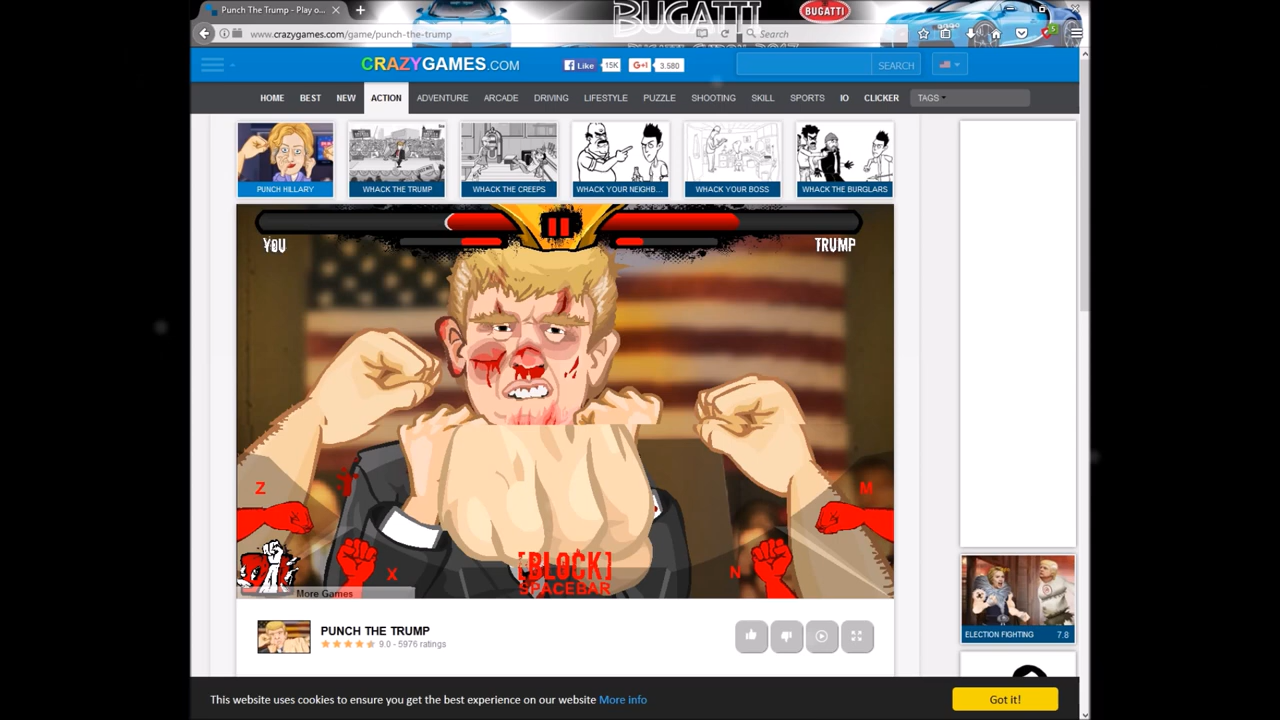 BUGATTI
BUGATTI
Punch The Trump - Play o...
www.crazygames.com/game/punch-the-trump
Search
5
CRAZYGAMES.COM
Like 15K
G+1 3.580
SEARCH
HOME BEST NEW ACTION ADVENTURE ARCADE DRIVING LIFESTYLE PUZZLE SHOOTING SKILL SPORTS IO CLICKER TAGS
PUNCH HILLARY WHACK THE TRUMP WHACK THE CREEPS WHACK YOUR NEIGHB... WHACK YOUR BOSS WHACK THE BURGLARS
YOU TRUMP
Z M
X N
[BLOCK]
SPACEBAR
More Games
PUNCH THE TRUMP
9.0 - 5976 ratings
ELECTION FIGHTING 7.8
This website uses cookies to ensure you get the best experience on our website More info
Got it!